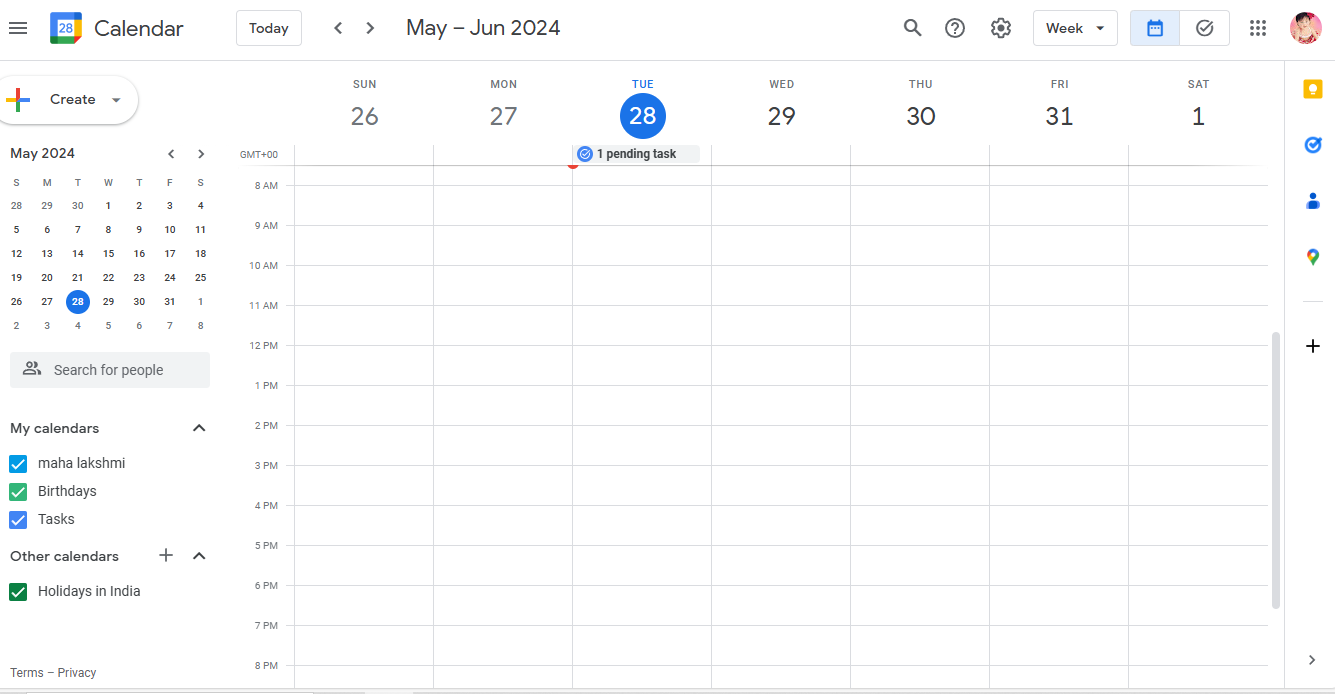 28 Calendar Today May – Jun 2024 Week
Create
SUN MON TUE WED THU FRI SAT
26 27 28 29 30 31 1
GMT+00 1 pending task
May 2024
S M T W T F S
28 29 30 1 2 3 4
5 6 7 8 9 10 11
12 13 14 15 16 17 18
19 20 21 22 23 24 25
26 27 28 29 30 31 1
2 3 4 5 6 7 8
Search for people
My calendars
maha lakshmi
Birthdays
Tasks
Other calendars
Holidays in India
Terms – Privacy
8 AM
9 AM
10 AM
11 AM
12 PM
1 PM
2 PM
3 PM
4 PM
5 PM
6 PM
7 PM
8 PM